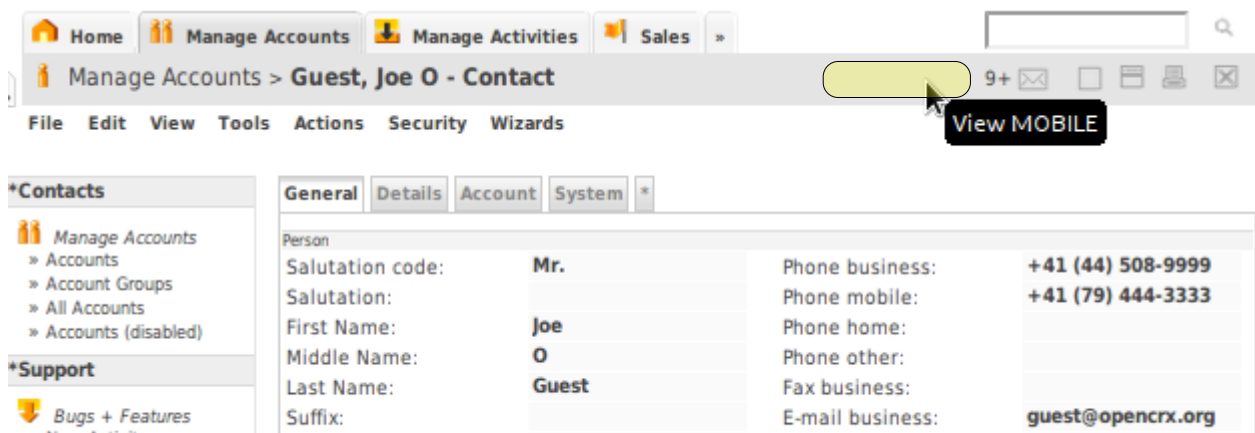 Home Manage Accounts Manage Activities Sales »
Manage Accounts > Guest, Joe O - Contact 9+
View MOBILE
File Edit View Tools Actions Security Wizards
*Contacts
Manage Accounts
» Accounts
» Account Groups
» All Accounts
» Accounts (disabled)
*Support
Bugs + Features
General Details Account System *
Person
Salutation code: Mr. Phone business: +41 (44) 508-9999
Salutation: Phone mobile: +41 (79) 444-3333
First Name: Joe Phone home:
Middle Name: O Phone other:
Last Name: Guest Fax business:
Suffix: E-mail business: guest@opencrx.org